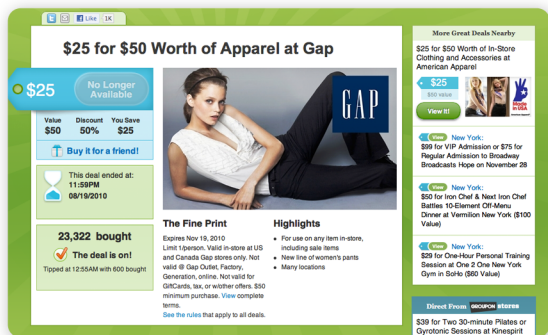 Like 1K
$25 for $50 Worth of Apparel at Gap
$25
No Longer
Available
Value Discount You Save
$50 50% $25
Buy it for a friend!
This deal ended at:
11:59PM
08/19/2010
23,322 bought
The deal is on!
Tipped at 12:55AM with 600 bought
GAP
The Fine Print
Expires Nov 19, 2010
Limit 1/person. Valid in-store at US
and Canada Gap stores only. Not
valid @ Gap Outlet, Factory,
Generation, online. Not valid for
GiftCards, tax, or w/other offers. $50
minimum purchase. View complete
terms.
See the rules that apply to all deals.
Highlights
For use on any item in-store,
including sale items
New line of women's pants
Many locations
More Great Deals Nearby
$25 for $50 Worth of In-Store
Clothing and Accessories at
American Apparel
$25
$50 value
View It!
View New York:
$99 for VIP Admission or $75 for
Regular Admission to Broadway
Broadcasts Hope on November 28
View New York:
$50 for Iron Chef & Next Iron Chef
Battles 10-Element Off-Menu
Dinner at Vermilion New York ($100
Value)
View New York:
$29 for One-Hour Personal Training
Session at One 2 One New York
Gym in SoHo ($60 Value)
Direct From GROUPON stores
$39 for Two 30-minute Pilates or
Gyrotonic Sessions at Kinespirit